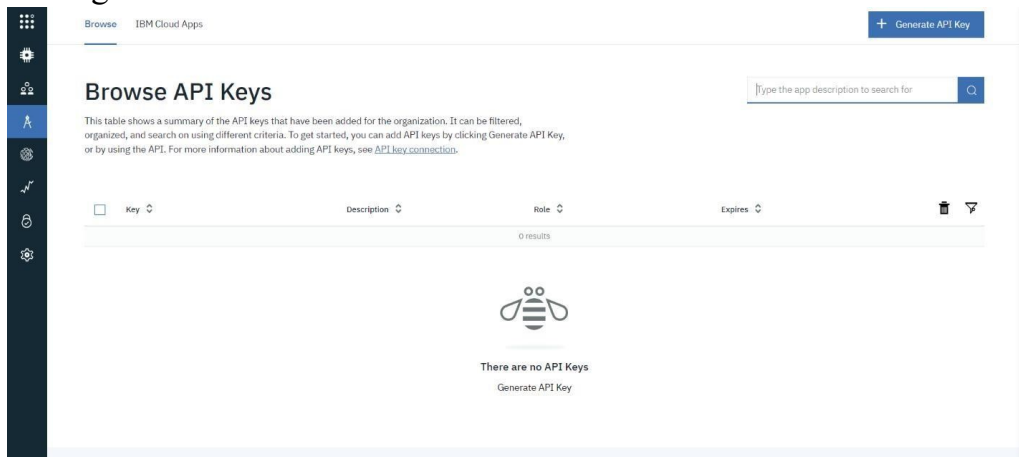 Browse IBM Cloud Apps
+ Generate API Key
Browse API Keys
Type the app description to search for
This table shows a summary of the API keys that have been added for the organization. It can be filtered,
organized, and search on using different criteria. To get started, you can add API keys by clicking Generate API Key,
or by using the API. For more information about adding API keys, see API key connection.
Key Description Role Expires
0 results
There are no API Keys
Generate API Key